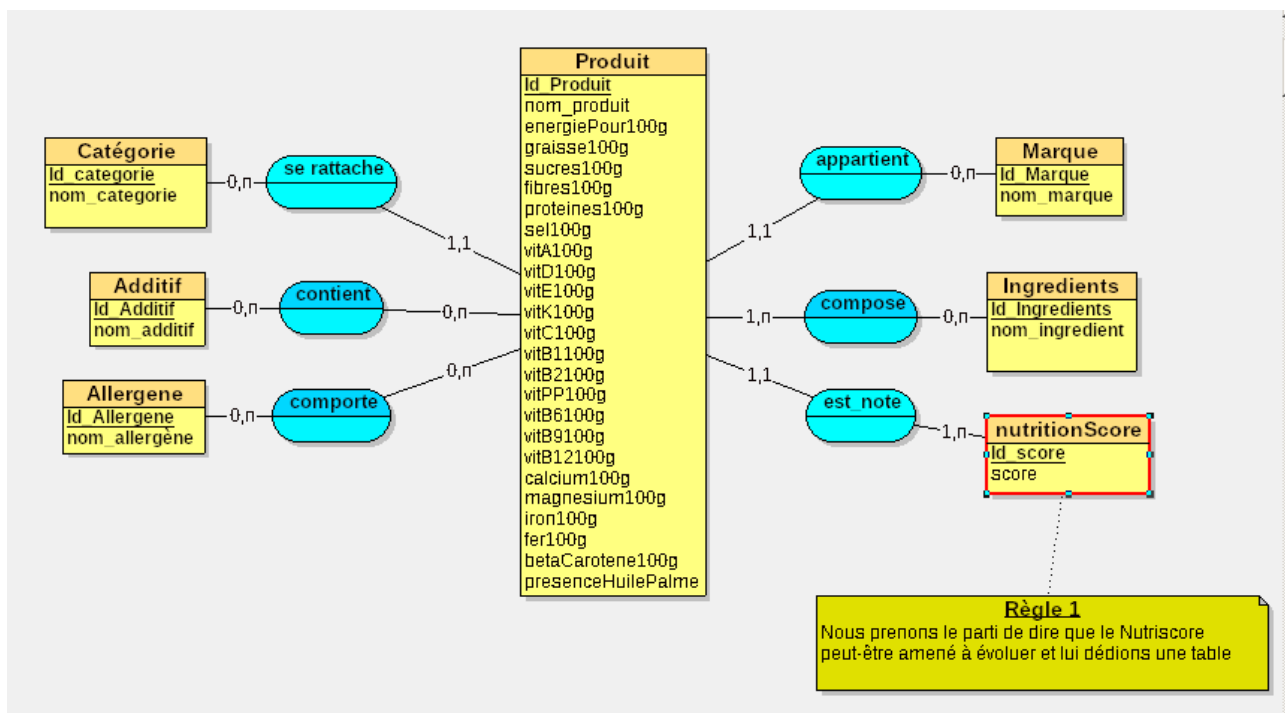 Produit
Id_Produit
nom_produit
energiePour100g
graisse100g
sucres100g
fibres100g
proteines100g
sel100g
vitA100g
vitD100g
vitE100g
vitK100g
vitC100g
vitB1100g
vitB2100g
vitPP100g
vitB6100g
vitB9100g
vitB12100g
calcium100g
magnesium100g
iron100g
fer100g
betaCarotene100g
presenceHuilePalme
Catégorie
Id_categorie
nom_categorie
0,n
se rattache
1,1
Additif
Id_Additif
nom_additif
0,n
contient
0,n
Allergene
Id_Allergene
nom_allergène
0,n
comporte
0,n
appartient
1,1
0,n
Marque
Id_Marque
nom_marque
1,n
compose
0,n
Ingredients
Id_Ingredients
nom_ingredient
1,1
est_note
1,n
nutritionScore
Id_score
score
Règle 1
Nous prenons le parti de dire que le Nutriscore
peut-être amené à évoluer et lui dédions une table